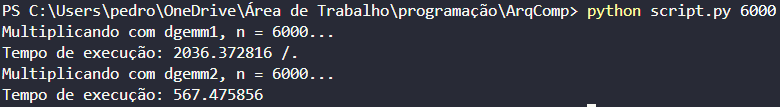 PS C:\Users\pedro\OneDrive\Área de Trabalho\programação\ArqComp> python script.py 6000
Multiplicando com dgemm1, n = 6000...
Tempo de execução: 2036.372816 /.
Multiplicando com dgemm2, n = 6000...
Tempo de execução: 567.475856